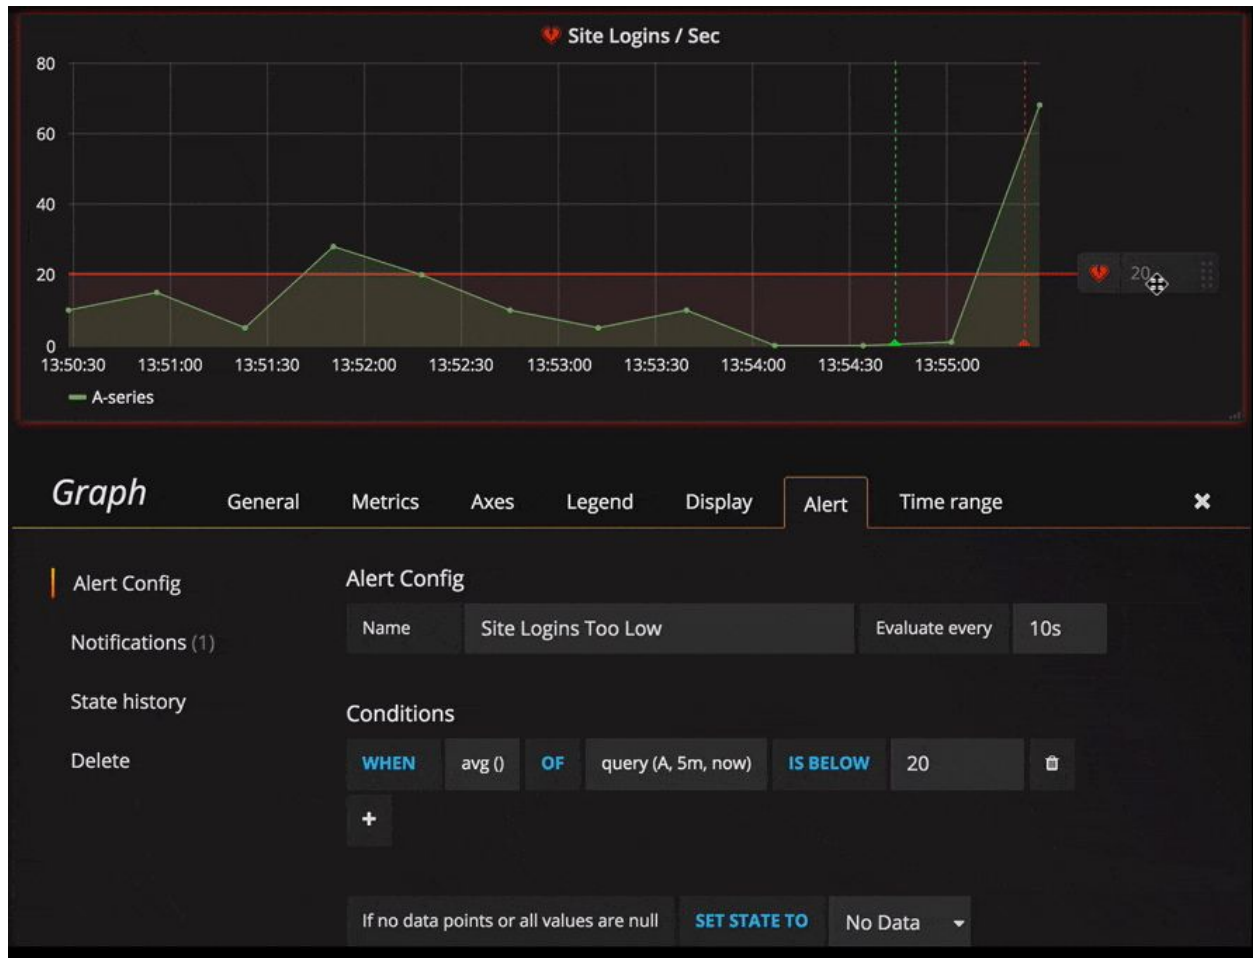 Site Logins / Sec
80
60
40
20
20
0
13:50:30 13:51:00 13:51:30 13:52:00 13:52:30 13:53:00 13:53:30 13:54:00 13:54:30 13:55:00
A-series
Graph General Metrics Axes Legend Display Alert Time range
Alert Config
Notifications (1)
State history
Delete
Alert Config
Name Site Logins Too Low Evaluate every 10s
Conditions
WHEN avg () OF query (A, 5m, now) IS BELOW 20
+
If no data points or all values are null SET STATE TO No Data